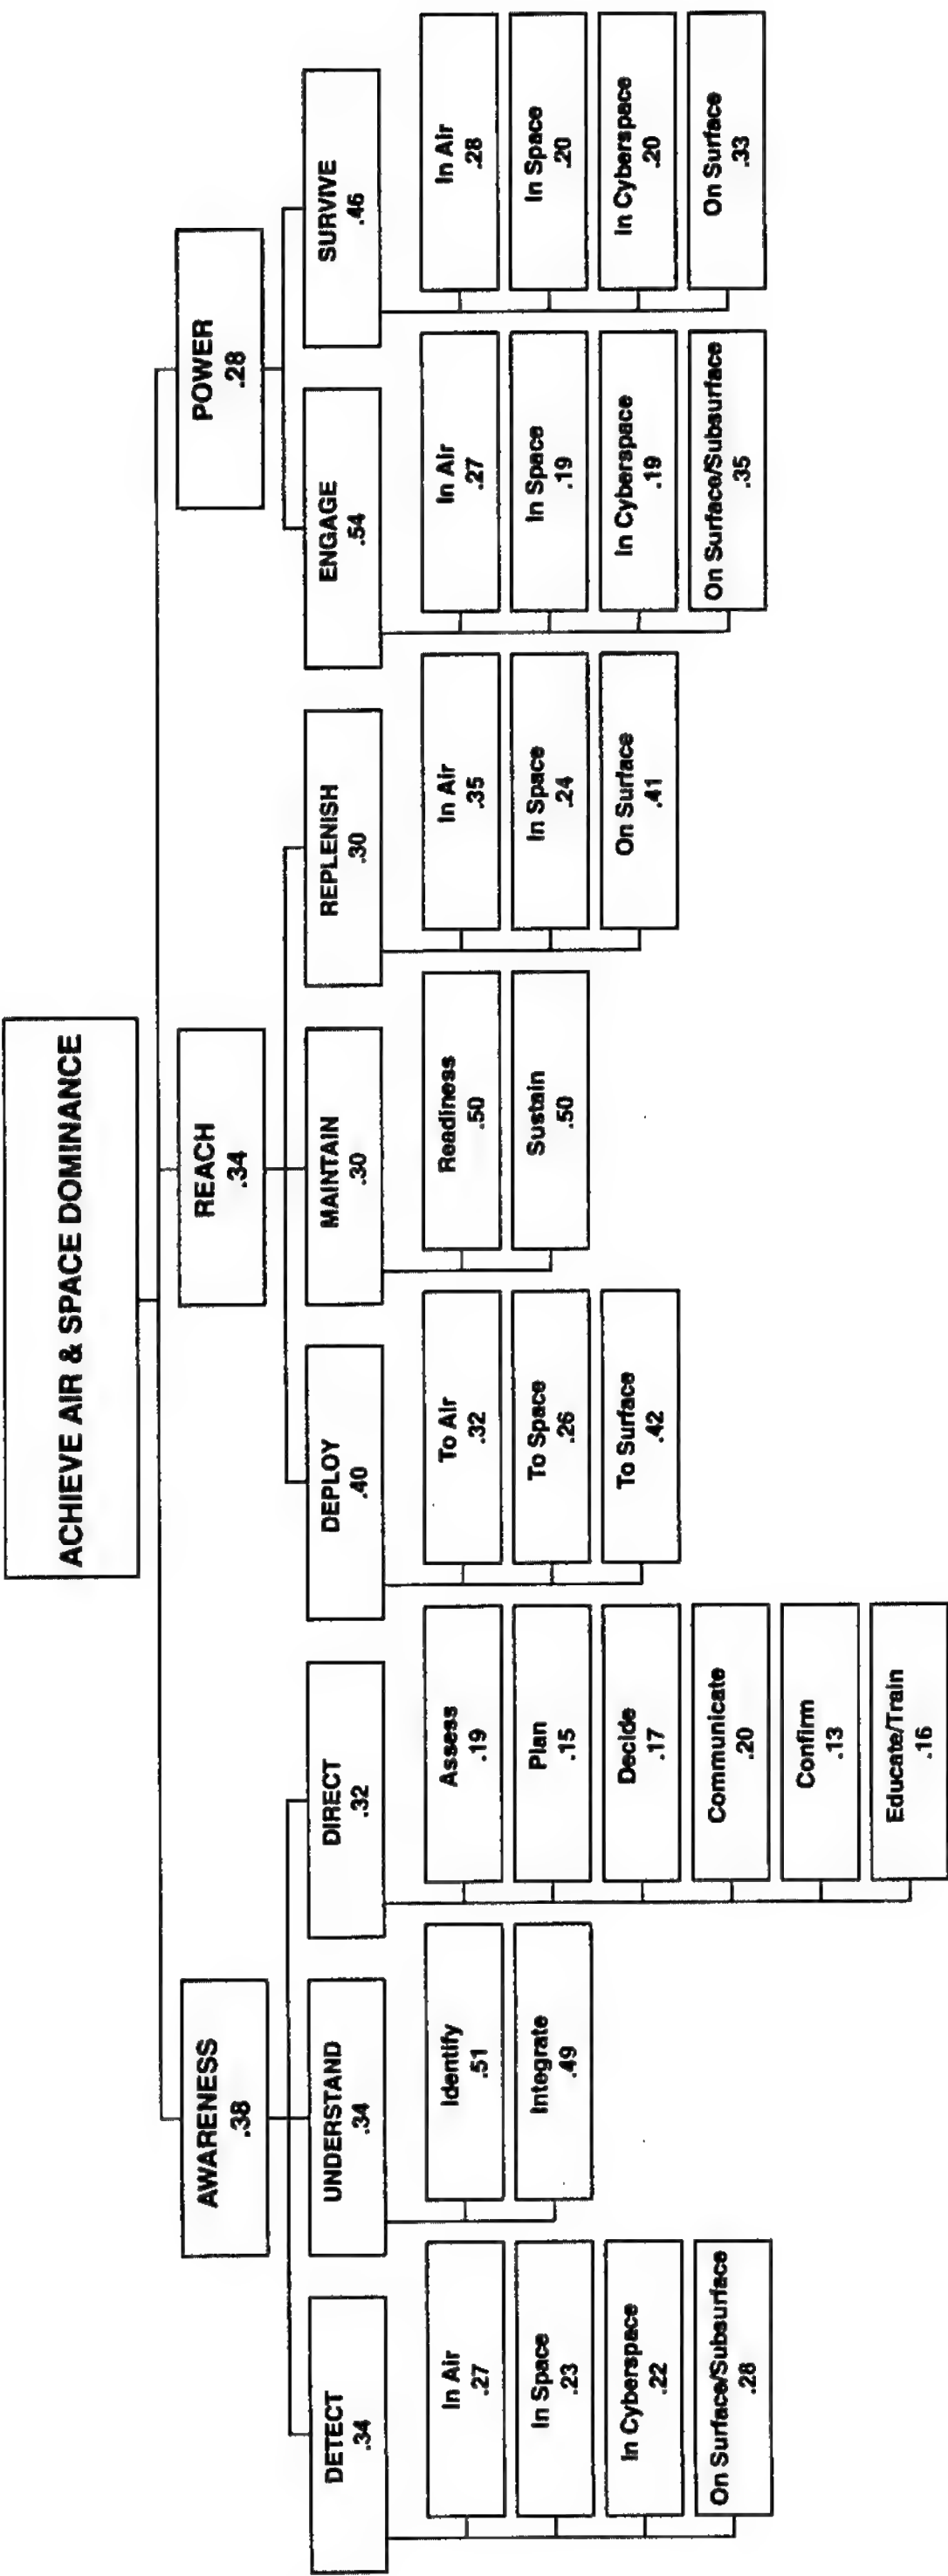 ACHIEVE AIR & SPACE DOMINANCE
AWARENESS
.38
REACH
.34
POWER
.28
DETECT
.34
UNDERSTAND
.34
DIRECT
.32
DEPLOY
.40
MAINTAIN
.30
REPLENISH
.30
ENGAGE
.54
SURVIVE
.46
In Air
.27
In Space
.23
In Cyberspace
.22
On Surface/Subsurface
.28
Identify
.51
Integrate
.49
Assess
.19
Plan
.15
Decide
.17
Communicate
.20
Confirm
.13
Educate/Train
.16
To Air
.32
To Space
.26
To Surface
.42
Readiness
.50
Sustain
.50
In Air
.35
In Space
.24
On Surface
.41
In Air
.27
In Space
.19
In Cyberspace
.19
On Surface/Subsurface
.35
In Air
.28
In Space
.20
In Cyberspace
.20
On Surface
.33